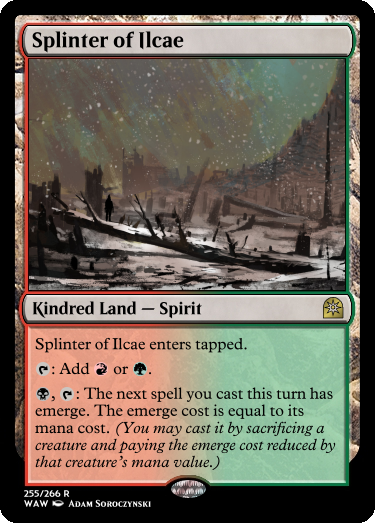 Splinter of Ilcae
Kindred Land — Spirit
Splinter of Ilcae enters tapped.
: Add or .
, : The next spell you cast this turn has
emerge. The emerge cost is equal to its
mana cost. (You may cast it by sacrificing a
creature and paying the emerge cost reduced by
that creature's mana value.)
255/266 R
WAW Adam Soroczynski